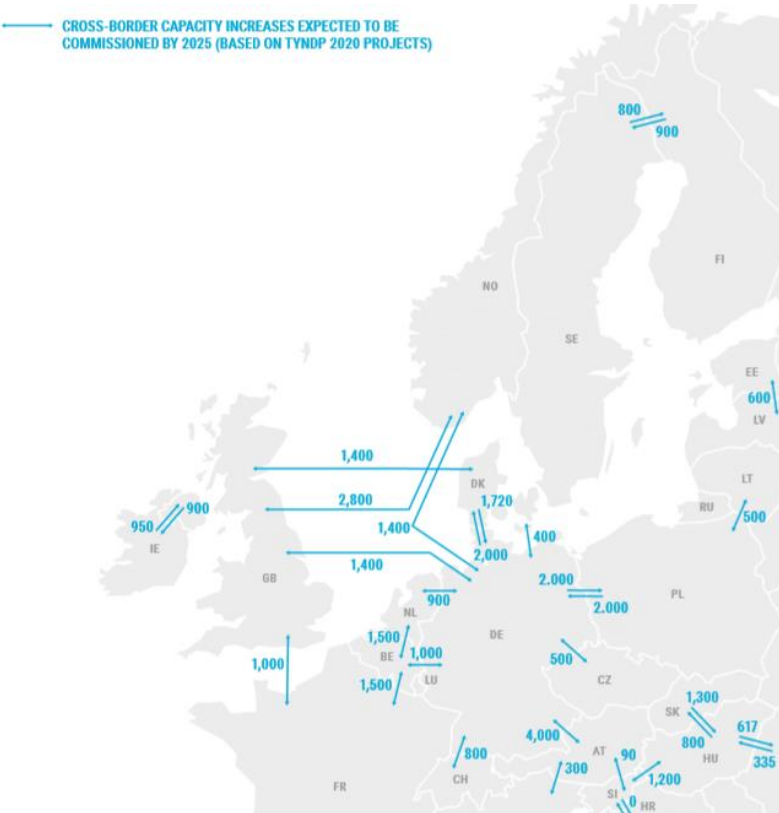 CROSS-BORDER CAPACITY INCREASES EXPECTED TO BE
COMMISSIONED BY 2025 (BASED ON TYNDP 2020 PROJECTS)
800
900
FI
NO
SE
EE
600
LV
1,400
DK
LT
2,800
1,720
RU
500
950
900
1,400
400
IE
2,000
1,400
GB
2.000
PL
900
2.000
NL
DE
1,500
BE
1,000
500
1,000
LU
CZ
1,500
1,300
SK
617
4,000
800
800
AT
90
HU
335
300
CH
1,200
FR
SI
0
HR